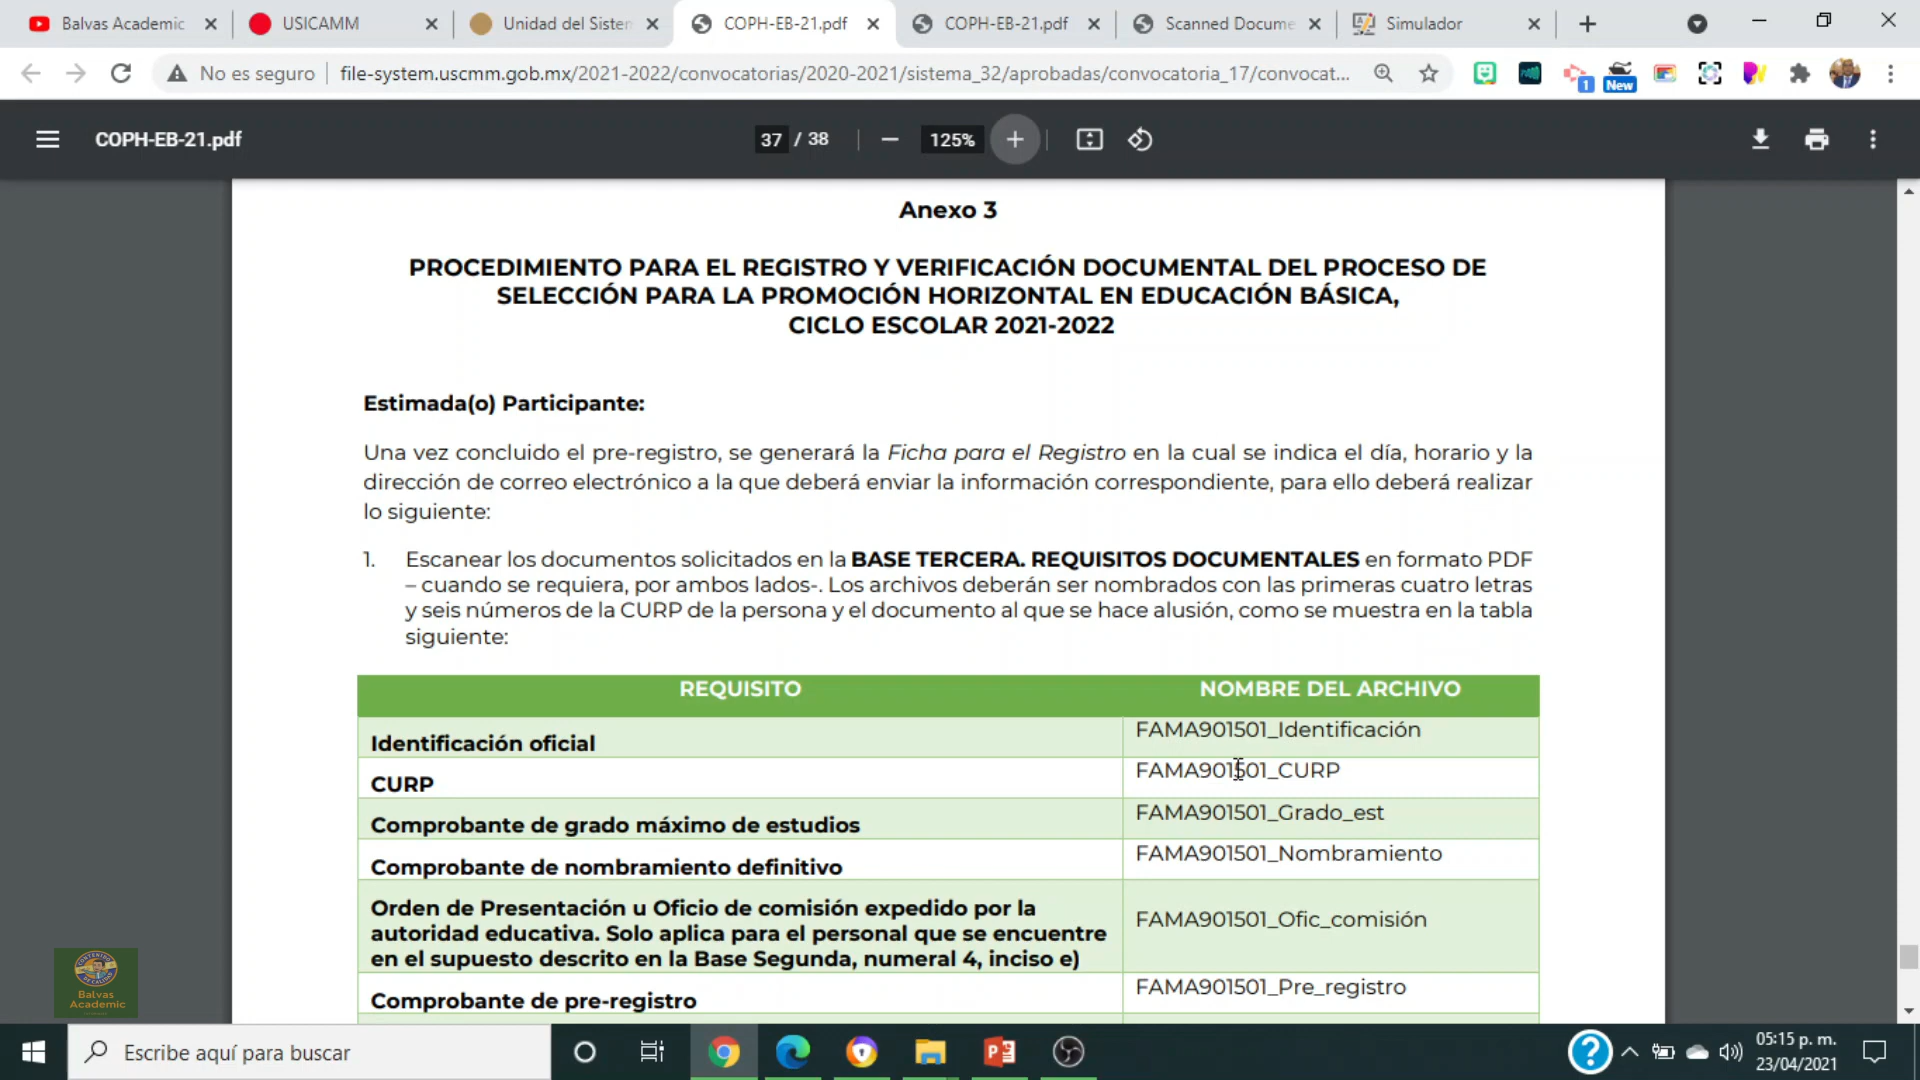 Balvas Academic
USICAMM
Unidad del Sister
COPH-EB-21.pdf
COPH-EB-21.pdf
Scanned Docume
Simulador
No es seguro
file-system.uscmm.gob.mx/2021-2022/convocatorias/2020-2021/sistema_32/aprobadas/convocatoria_17/convocat...
1
New
COPH-EB-21.pdf
37 / 38
125%
Anexo 3
PROCEDIMIENTO PARA EL REGISTRO Y VERIFICACIÓN DOCUMENTAL DEL PROCESO DE
SELECCIÓN PARA LA PROMOCIÓN HORIZONTAL EN EDUCACIÓN BÁSICA,
CICLO ESCOLAR 2021-2022
Estimada(o) Participante:
Una vez concluido el pre-registro, se generará la Ficha para el Registro en la cual se indica el día, horario y la
dirección de correo electrónico a la que deberá enviar la información correspondiente, para ello deberá realizar
lo siguiente:
1. Escanear los documentos solicitados en la BASE TERCERA. REQUISITOS DOCUMENTALES en formato PDF
– cuando se requiera, por ambos lados-. Los archivos deberán ser nombrados con las primeras cuatro letras
y seis números de la CURP de la persona y el documento al que se hace alusión, como se muestra en la tabla
siguiente:
REQUISITO NOMBRE DEL ARCHIVO
Identificación oficial FAMA901501_Identificación
CURP FAMA901501_CURP
Comprobante de grado máximo de estudios FAMA901501_Grado_est
Comprobante de nombramiento definitivo FAMA901501_Nombramiento
Orden de Presentación u Oficio de comisión expedido por la
autoridad educativa. Solo aplica para el personal que se encuentre
en el supuesto descrito en la Base Segunda, numeral 4, inciso e)
FAMA901501_Ofic_comisión
Comprobante de pre-registro FAMA901501_Pre_registro
Balvas
Academic
Escribe aquí para buscar
05:15 p. m.
23/04/2021